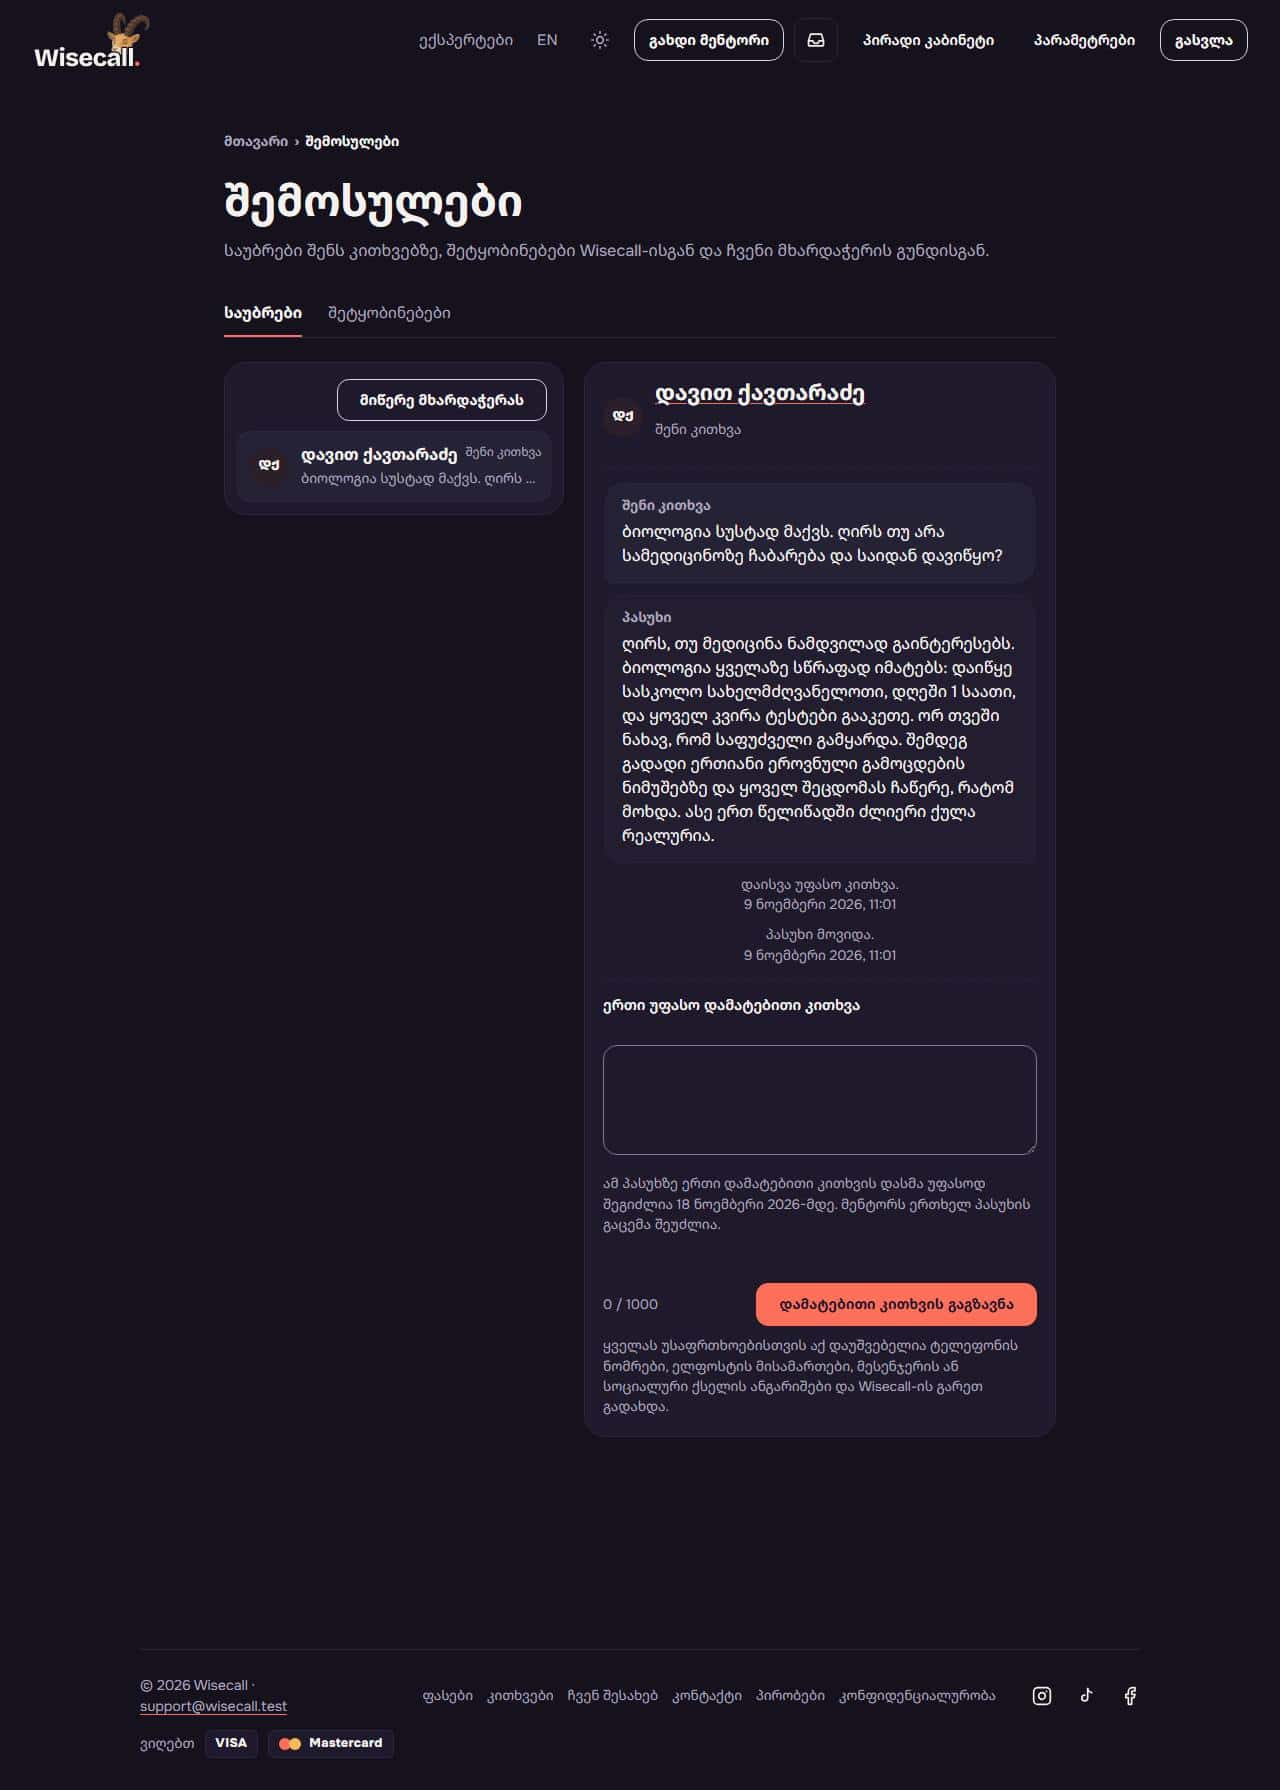 Wisecall.
ექსპერტები
EN
გახდი მენტორი
პირადი კაბინეტი
პარამეტრები
გასვლა
მთავარი › შემოსულები
შემოსულები
საუბრები შენს კითხვებზე, შეტყობინებები Wisecall-ისგან და ჩვენი მხარდაჭერის გუნდისგან.
საუბრები
შეტყობინებები
მიწერე მხარდაჭერას
დქ
დავით ქავთარაძე
შენი კითხვა
ბიოლოგია სუსტად მაქვს. ღირს ...
დქ
დავით ქავთარაძე
შენი კითხვა
შენი კითხვა
ბიოლოგია სუსტად მაქვს. ღირს თუ არა
სამედიცინოზე ჩაბარება და საიდან დავიწყო?
პასუხი
ღირს, თუ მედიცინა ნამდვილად გაინტერესებს.
ბიოლოგია ყველაზე სწრაფად იმატებს: დაიწყე
სასკოლო სახელმძღვანელოთი, დღეში 1 საათი,
და ყოველ კვირა ტესტები გააკეთე. ორ თვეში
ნახავ, რომ საფუძველი გამყარდა. შემდეგ
გადადი ერთიანი ეროვნული გამოცდების
ნიმუშებზე და ყოველ შეცდომას ჩაწერე, რატომ
მოხდა. ასე ერთ წელიწადში ძლიერი ქულა
რეალურია.
დაისვა უფასო კითხვა.
9 ნოემბერი 2026, 11:01
პასუხი მოვიდა.
9 ნოემბერი 2026, 11:01
ერთი უფასო დამატებითი კითხვა
ამ პასუხზე ერთი დამატებითი კითხვის დასმა უფასოდ
შეგიძლია 18 ნოემბერი 2026-მდე. მენტორს ერთხელ პასუხის
გაცემა შეუძლია.
0 / 1000
დამატებითი კითხვის გაგზავნა
ყველას უსაფრთხოებისთვის აქ დაუშვებელია ტელეფონის
ნომრები, ელფოსტის მისამართები, მესენჯერის ან
სოციალური ქსელის ანგარიშები და Wisecall-ის გარეთ
გადახდა.
© 2026 Wisecall ·
support@wisecall.test
ფასები
კითხვები
ჩვენ შესახებ
კონტაქტი
პირობები
კონფიდენციალურობა
ვიღებთ
VISA
Mastercard